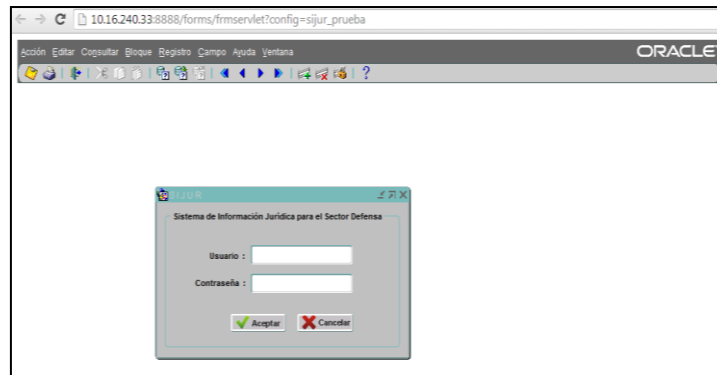 10.16.240.33:8888/forms/frmservlet?config=sijur_prueba
Acción Editar Consultar Bloque Registro Campo Ayuda Ventana
ORACLE
SIJUR
Sistema de Información Jurídica para el Sector Defensa
Usuario :
Contraseña :
Aceptar Cancelar